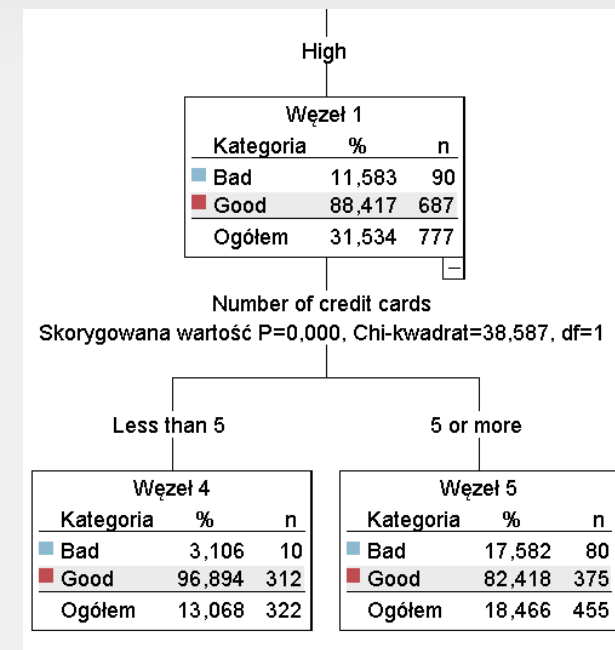 High
Węzeł 1
Kategoria % n
Bad 11,583 90
Good 88,417 687
Ogółem 31,534 777
Number of credit cards
Skorygowana wartość P=0,000, Chi-kwadrat=38,587, df=1
Less than 5
5 or more
Węzeł 4
Kategoria % n
Bad 3,106 10
Good 96,894 312
Ogółem 13,068 322
Węzeł 5
Kategoria % n
Bad 17,582 80
Good 82,418 375
Ogółem 18,466 455